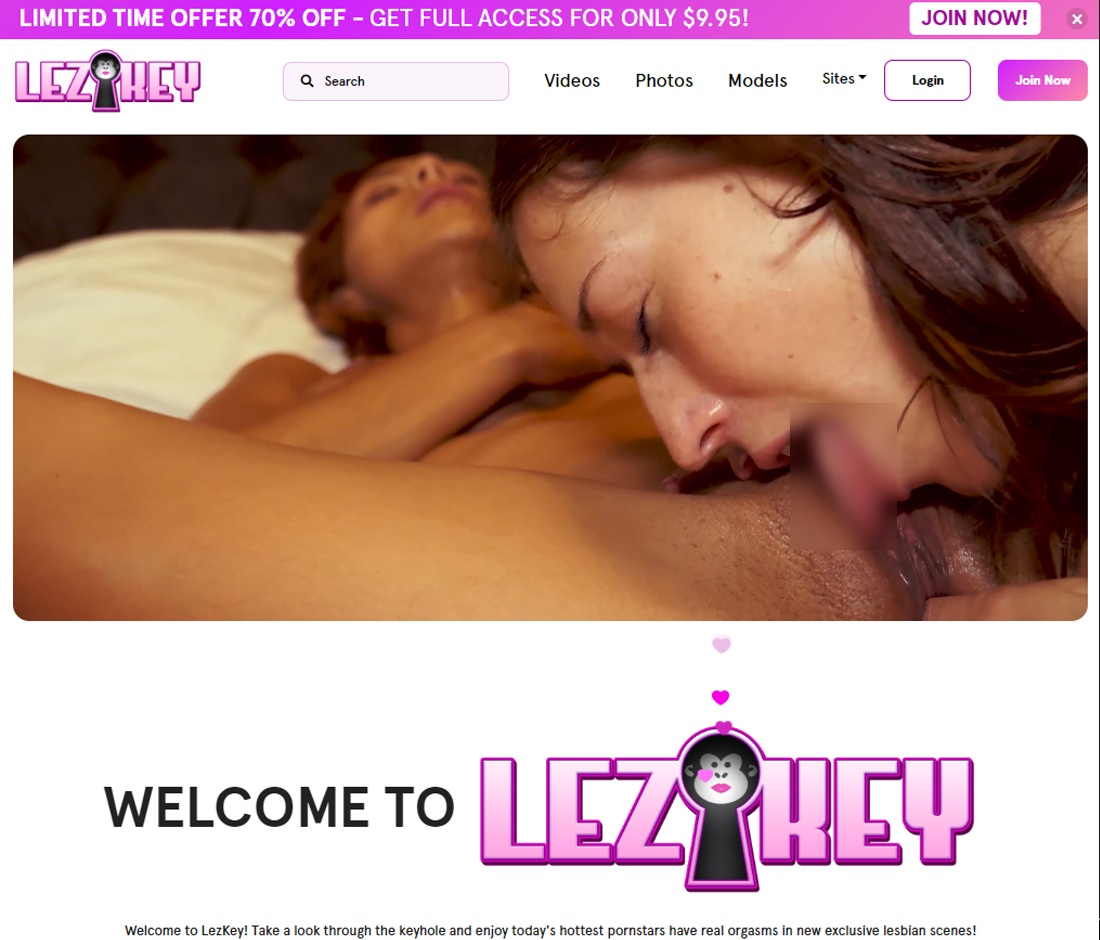 LIMITED TIME OFFER 70% OFF – GET FULL ACCESS FOR ONLY $9.95!
JOIN NOW!
LEZKEY
Search
Videos
Photos
Models
Sites
Login
Join Now
WELCOME TO LEZKEY
Welcome to LezKey! Take a look through the keyhole and enjoy today's hottest pornstars have real orgasms in new exclusive lesbian scenes!